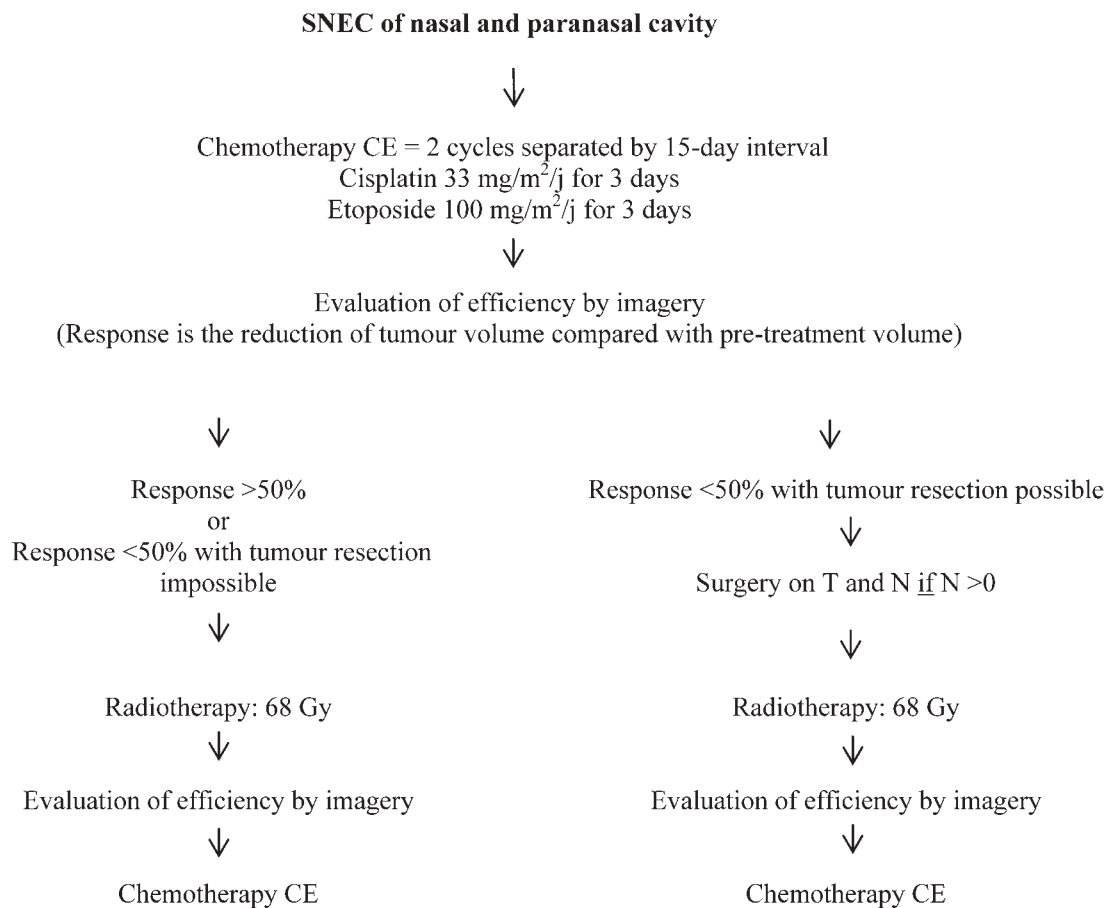 SNEC of nasal and paranasal cavity
Chemotherapy CE = 2 cycles separated by 15-day interval
Cisplatin 33 mg/m²/j for 3 days
Etoposide 100 mg/m²/j for 3 days
Evaluation of efficiency by imagery
(Response is the reduction of tumour volume compared with pre-treatment volume)
Response >50%
or
Response <50% with tumour resection
impossible
Radiotherapy: 68 Gy
Evaluation of efficiency by imagery
Chemotherapy CE
Response <50% with tumour resection possible
Surgery on T and N if N >0
Radiotherapy: 68 Gy
Evaluation of efficiency by imagery
Chemotherapy CE